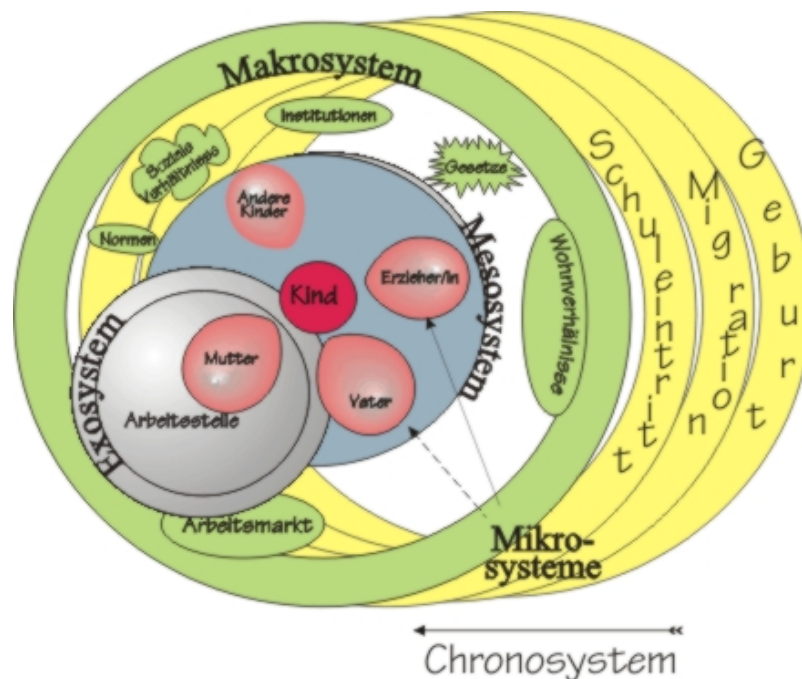 Makrosystem
Institutionen
Soziale
Verhältnisse
Gesetze
Normen
Andere
Kinder
Mesosystem
Erzieher/in
Kind
Wohnverhälnisse
Exosystem
Mutter
Vater
Arbeitsstelle
Arbeitsmarkt
Mikro-
systeme
Schuleintritt
Migration
Geburt
Chronosystem